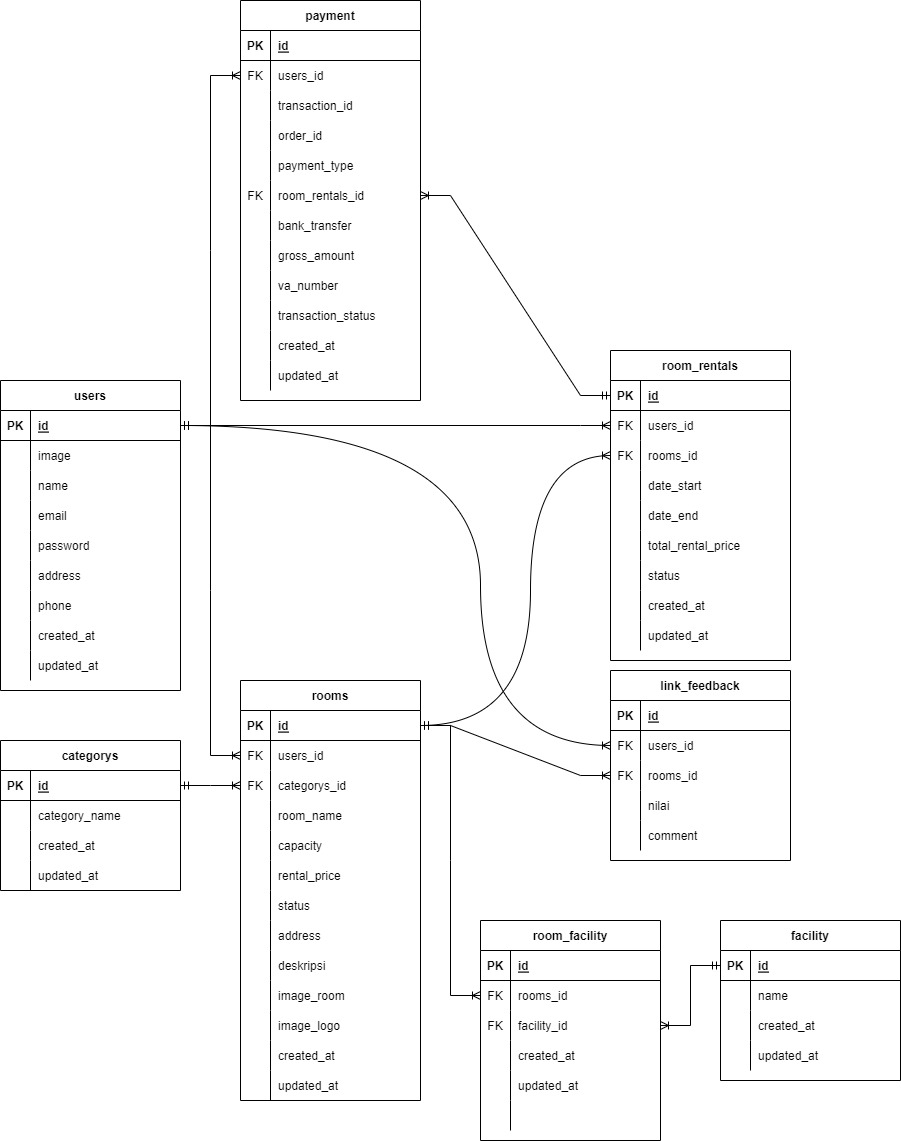 payment
PK id
FK users_id
transaction_id
order_id
payment_type
FK room_rentals_id
bank_transfer
gross_amount
va_number
transaction_status
created_at
updated_at
users
PK id
image
name
email
password
address
phone
created_at
updated_at
room_rentals
PK id
FK users_id
FK rooms_id
date_start
date_end
total_rental_price
status
created_at
updated_at
categorys
PK id
category_name
created_at
updated_at
rooms
PK id
FK users_id
FK categorys_id
room_name
capacity
rental_price
status
address
deskripsi
image_room
image_logo
created_at
updated_at
link_feedback
PK id
FK users_id
FK rooms_id
nilai
comment
room_facility
PK id
FK rooms_id
FK facility_id
created_at
updated_at
facility
PK id
name
created_at
updated_at